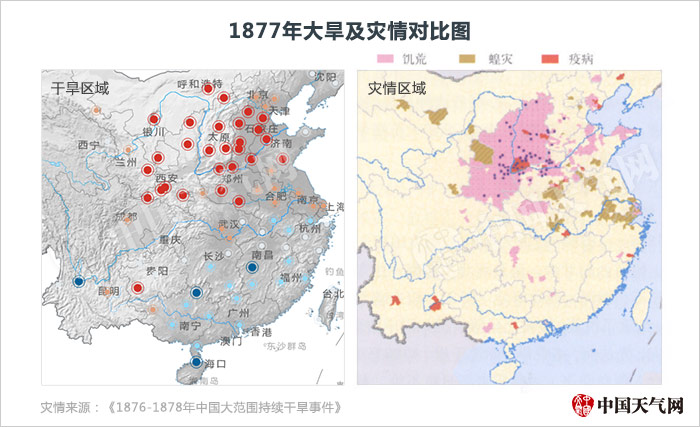 1877年大旱及灾情对比图
饥荒 蝗灾 疫病
干旱区域
灾情区域
沈阳
呼和浩特
北京
天津
银川
太原
石 庄
西宁
济南
兰州
西安
郑州
合肥
南京
上海
成都
武汉
杭州
重庆
长沙
南昌
贵阳
福州
钓鱼
昆明
台北
台湾
广州
南宁
香港
澳门
东沙群岛
海口
海南岛
灾情来源：《1876-1878年中国大范围持续干旱事件》
中国天气网